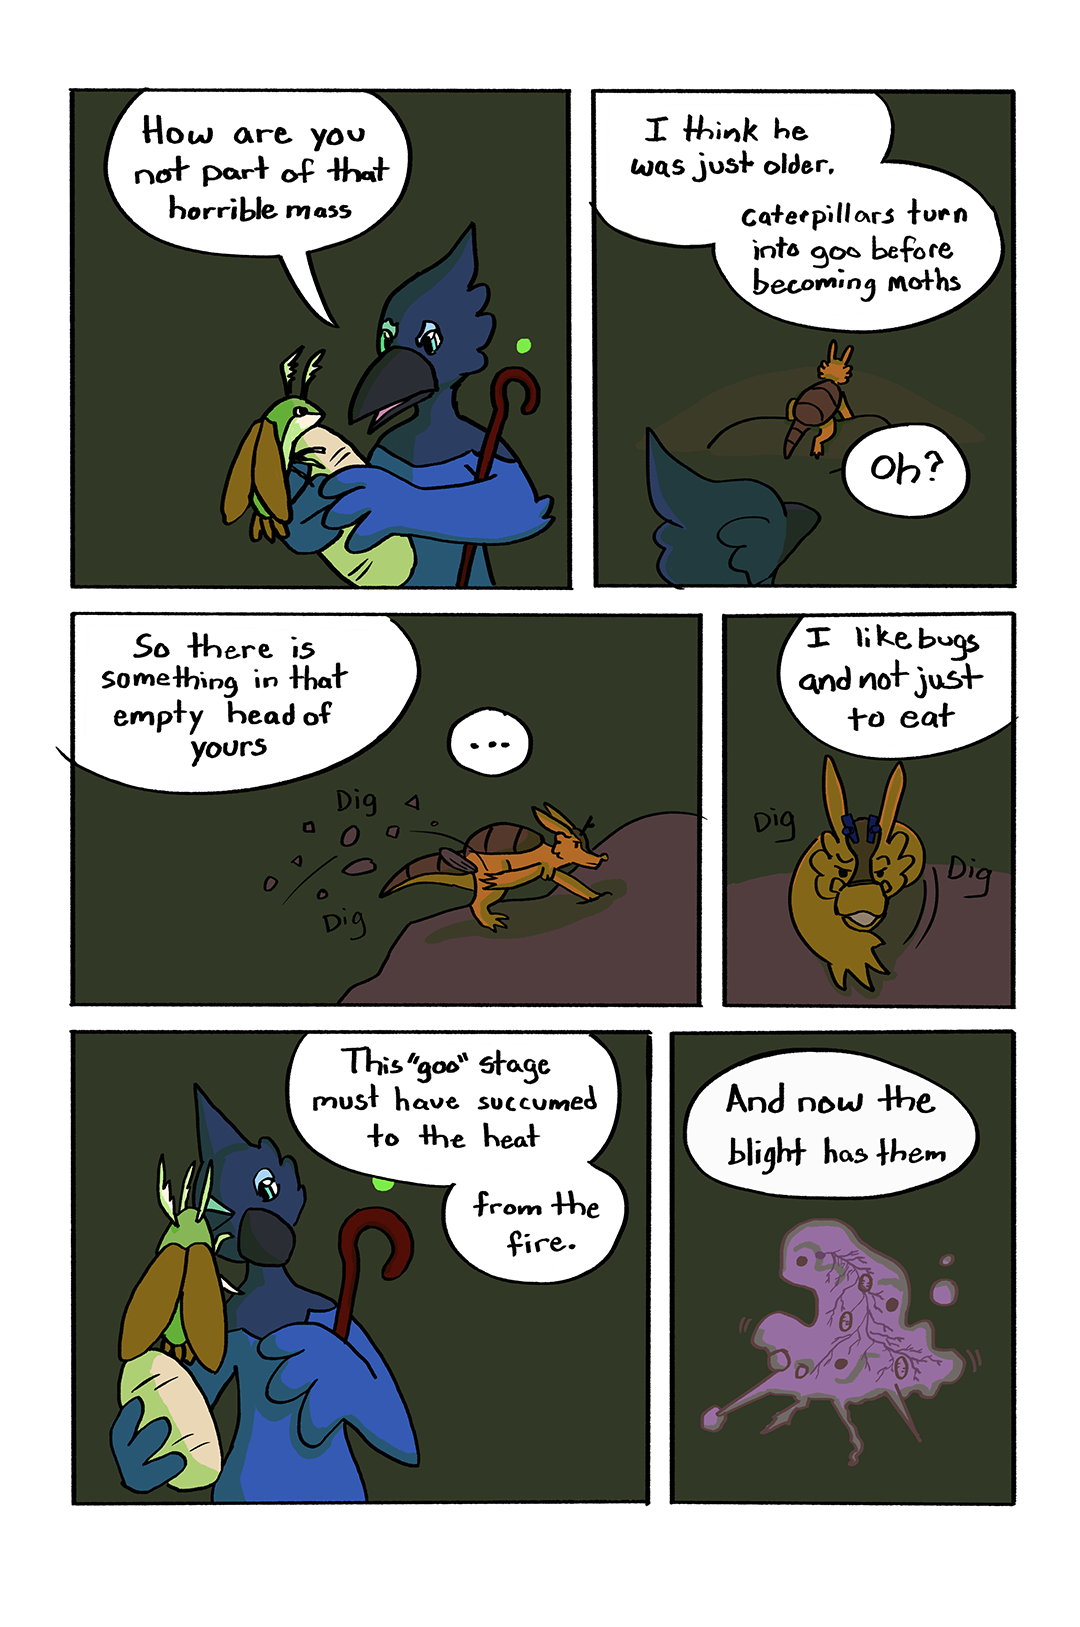 How are you
not part of that
horrible mass
I think he
was just older.
caterpillars turn
into goo before
becoming moths
Oh?
So there is
something in that
empty head of
yours
...
Dig
Dig
I like bugs
and not just
to eat
Dig
Dig
This "goo" stage
must have succumed
to the heat
from the
fire.
And now the
blight has them